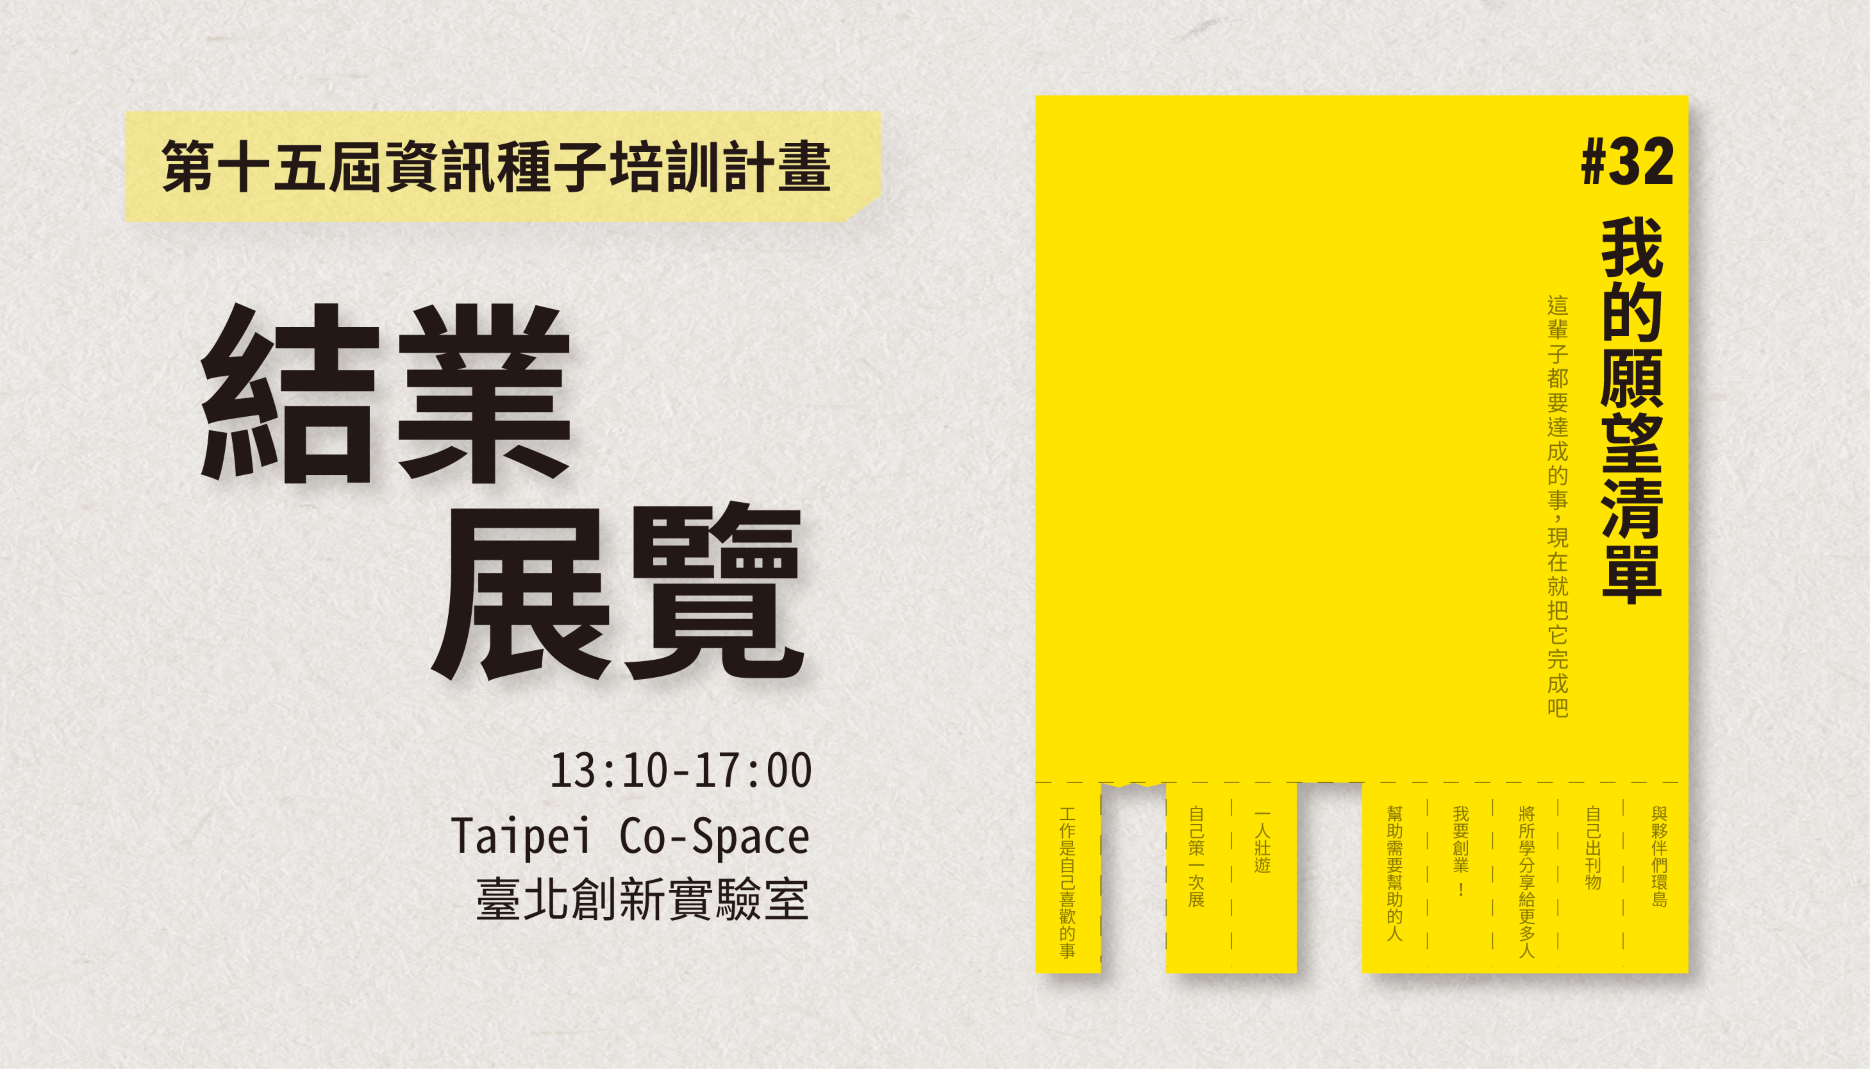 第十五屆資訊種子培訓計畫
結業
展覽
13:10-17:00
Taipei Co-Space
臺北創新實驗室
#32
我的願望清單
這輩子都要達成的事，現在就把它完成吧
與夥伴們環島
自己出刊物
將所學分享給更多人
我要創業！
幫助需要幫助的人
一人壯遊
自己策一次展
工作是自己喜歡的事